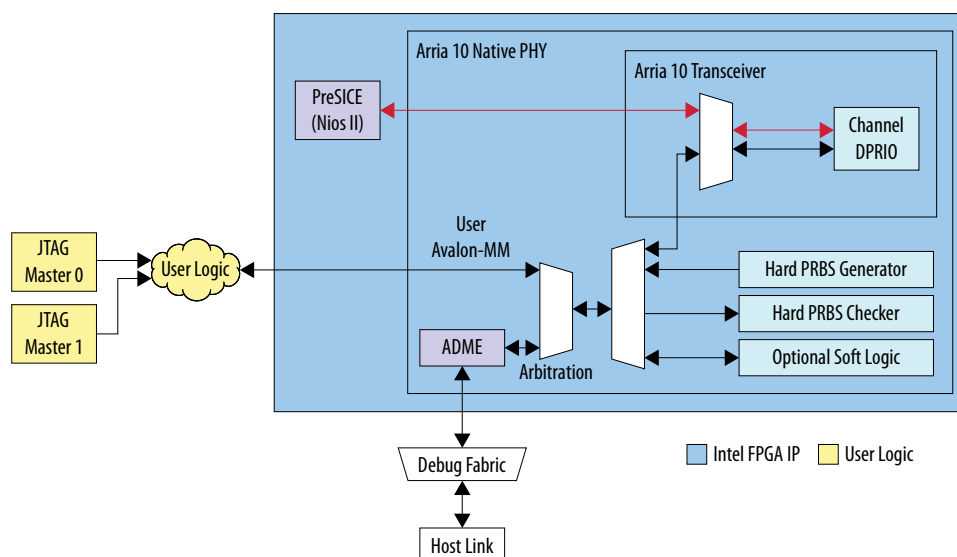 Arria 10 Native PHY
Arria 10 Transceiver
PreSICE
(Nios II)
Channel
DPRIO
User
Avalon-MM
JTAG
Master 0
User Logic
JTAG
Master 1
Hard PRBS Generator
Hard PRBS Checker
ADME
Optional Soft Logic
Arbitration
Debug Fabric
Intel FPGA IP
User Logic
Host Link